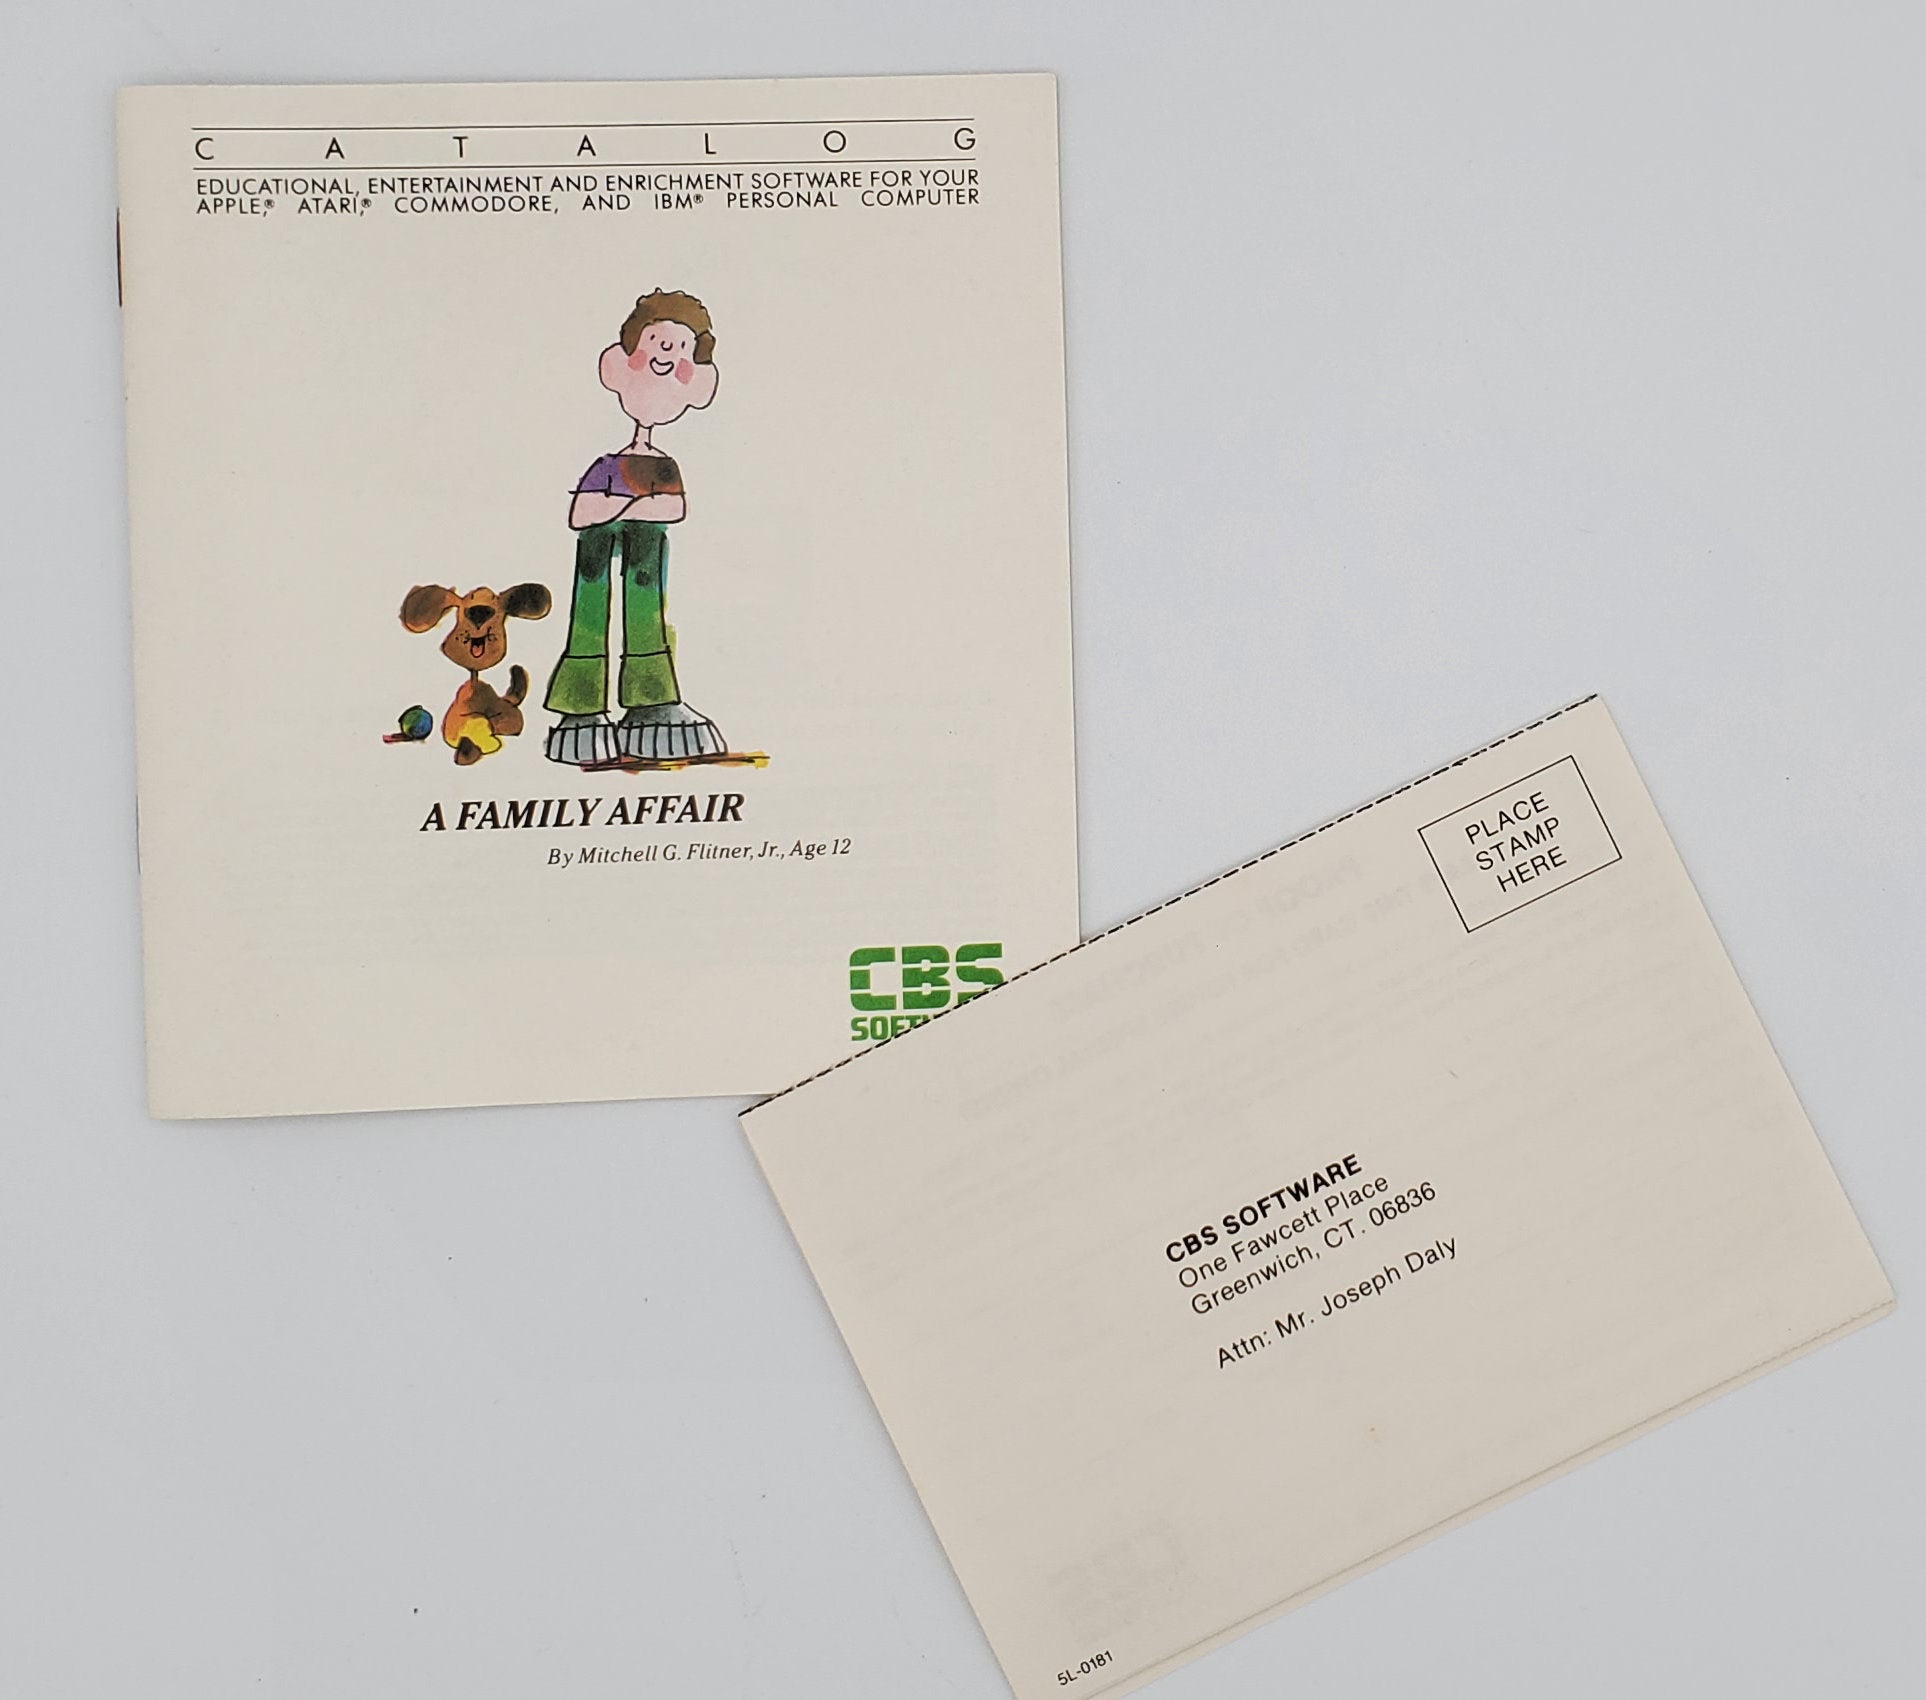 C A T A L O G
EDUCATIONAL, ENTERTAINMENT AND ENRICHMENT SOFTWARE FOR YOUR
APPLE,® ATARI,® COMMODORE, AND IBM® PERSONAL COMPUTER
A FAMILY AFFAIR
By Mitchell G. Flitner, Jr., Age 12
CBS
PLACE
STAMP
HERE
CBS SOFTWARE
One Fawcett Place
Greenwich, CT. 06836
Attn: Mr. Joseph Daly
5L-0181